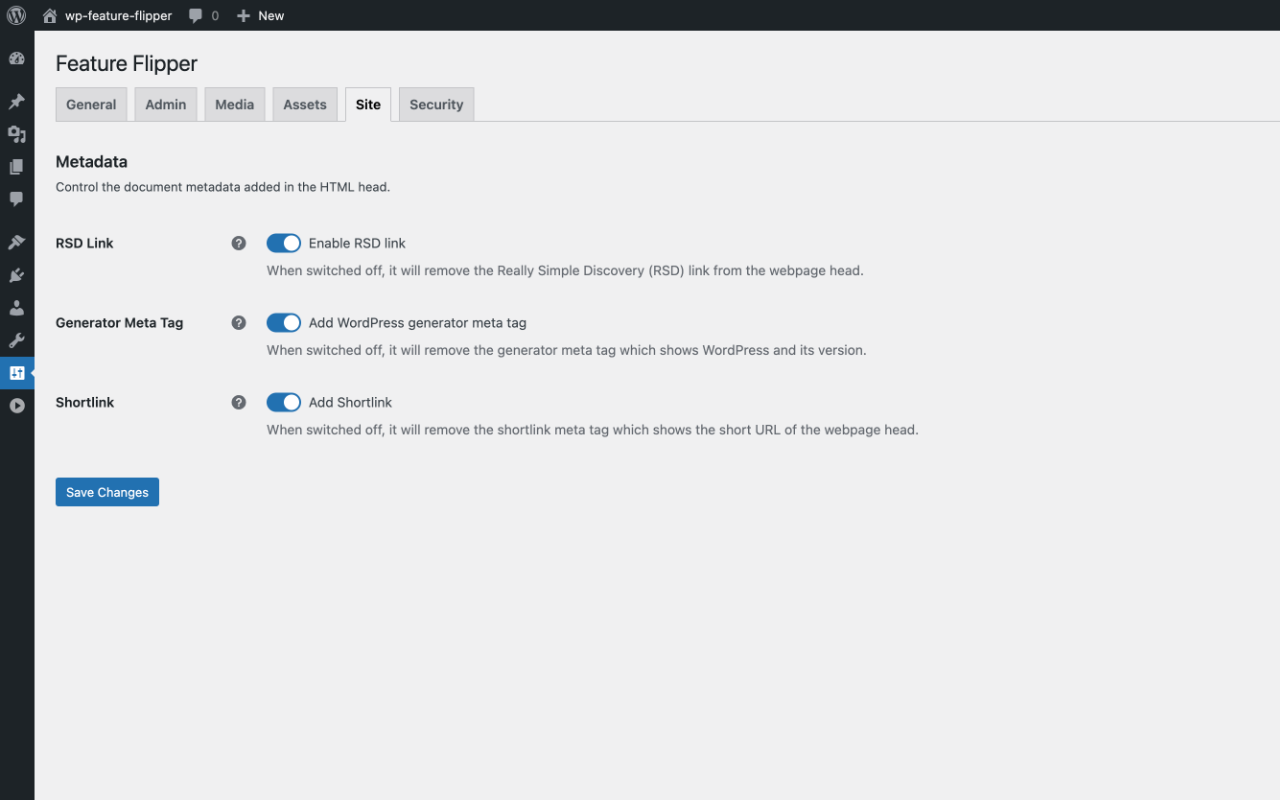 wp-feature-flipper 0 New
Feature Flipper
General Admin Media Assets Site Security
Metadata
Control the document metadata added in the HTML head.
RSD Link ? Enable RSD link
When switched off, it will remove the Really Simple Discovery (RSD) link from the webpage head.
Generator Meta Tag ? Add WordPress generator meta tag
When switched off, it will remove the generator meta tag which shows WordPress and its version.
Shortlink ? Add Shortlink
When switched off, it will remove the shortlink meta tag which shows the short URL of the webpage head.
Save Changes